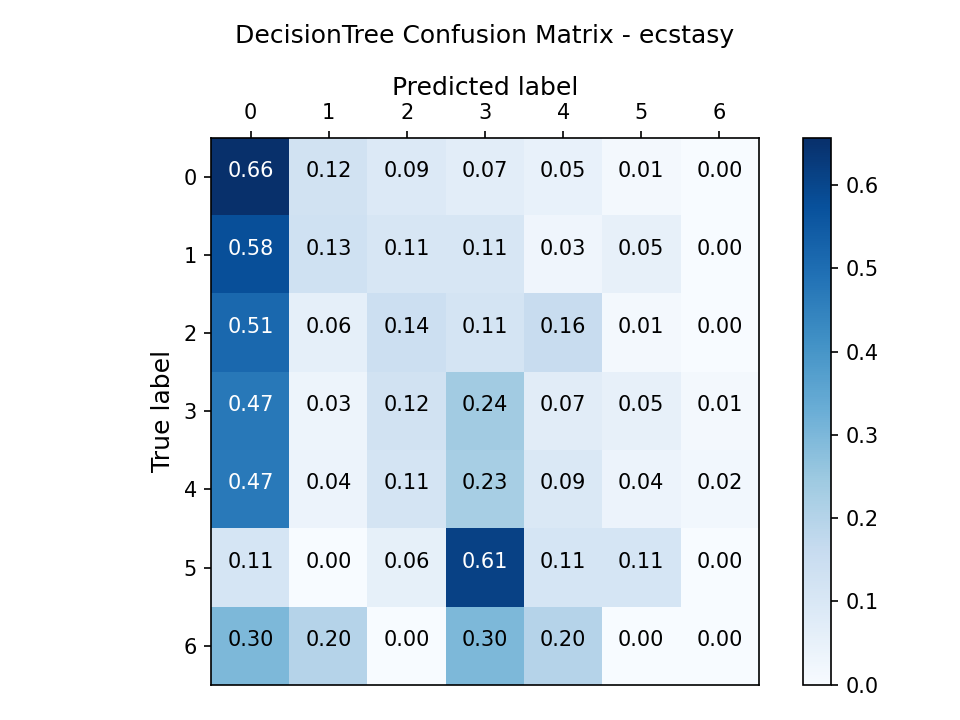 DecisionTree Confusion Matrix - ecstasy
Predicted label
0 1 2 3 4 5 6
0 0.66 0.12 0.09 0.07 0.05 0.01 0.00
1 0.58 0.13 0.11 0.11 0.03 0.05 0.00
2 0.51 0.06 0.14 0.11 0.16 0.01 0.00
3 0.47 0.03 0.12 0.24 0.07 0.05 0.01
4 0.47 0.04 0.11 0.23 0.09 0.04 0.02
5 0.11 0.00 0.06 0.61 0.11 0.11 0.00
6 0.30 0.20 0.00 0.30 0.20 0.00 0.00
True label
0.6
0.5
0.4
0.3
0.2
0.1
0.0